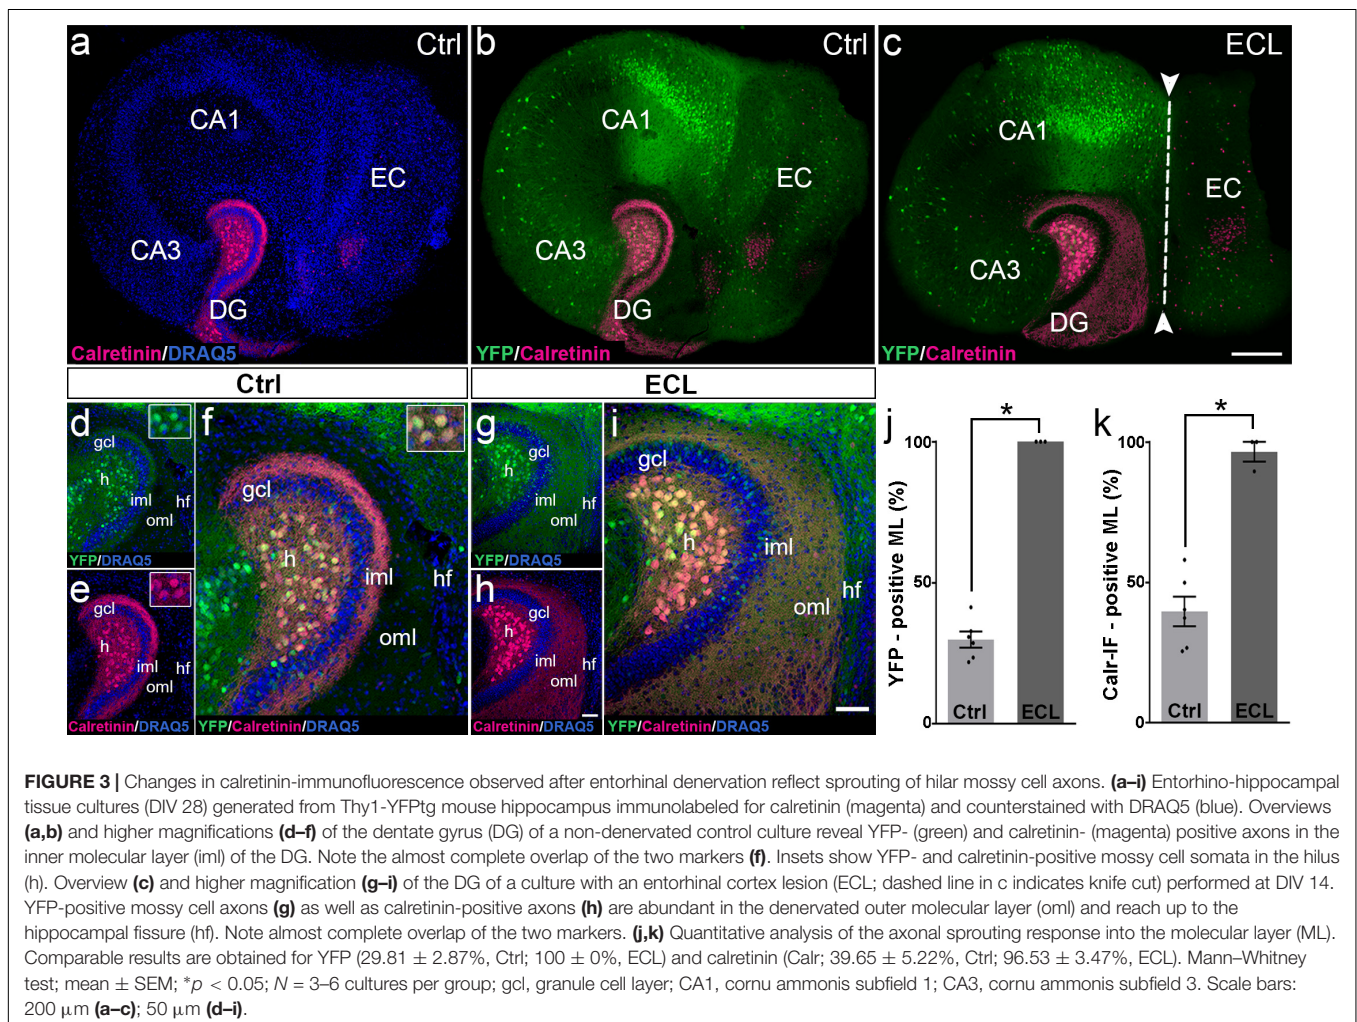 a
Ctrl
CA1
EC
CA3
DG
Calretinin/DRAQ5
b
Ctrl
CA1
EC
CA3
DG
YFP/Calretinin
c
ECL
CA1
EC
CA3
DG
YFP/Calretinin
Ctrl
ECL
d
gcl
h
iml
oml
hf
YFP/DRAQ5
e
gcl
h
iml
oml
hf
Calretinin/DRAQ5
f
gcl
h
iml
hf
oml
YFP/Calretinin/DRAQ5
g
gcl
h
iml
oml
hf
YFP/DRAQ5
h
gcl
h
iml
oml
hf
Calretinin/DRAQ5
i
gcl
h
iml
hf
oml
YFP/Calretinin/DRAQ5
j
*
YFP - positive ML (%)
100
50
0
Ctrl
ECL
k
*
Calr-IF - positive ML (%)
100
50
0
Ctrl
ECL
FIGURE 3 | Changes in calretinin-immunofluorescence observed after entorhinal denervation reflect sprouting of hilar mossy cell axons. (a–i) Entorhino-hippocampal
tissue cultures (DIV 28) generated from Thy1-YFPtg mouse hippocampus immunolabeled for calretinin (magenta) and counterstained with DRAQ5 (blue). Overviews
(a,b) and higher magnifications (d–f) of the dentate gyrus (DG) of a non-denervated control culture reveal YFP- (green) and calretinin- (magenta) positive axons in the
inner molecular layer (iml) of the DG. Note the almost complete overlap of the two markers (f). Insets show YFP- and calretinin-positive mossy cell somata in the hilus
(h). Overview (c) and higher magnification (g–i) of the DG of a culture with an entorhinal cortex lesion (ECL; dashed line in c indicates knife cut) performed at DIV 14.
YFP-positive mossy cell axons (g) as well as calretinin-positive axons (h) are abundant in the denervated outer molecular layer (oml) and reach up to the
hippocampal fissure (hf). Note almost complete overlap of the two markers. (j,k) Quantitative analysis of the axonal sprouting response into the molecular layer (ML).
Comparable results are obtained for YFP (29.81 ± 2.87%, Ctrl; 100 ± 0%, ECL) and calretinin (Calr; 39.65 ± 5.22%, Ctrl; 96.53 ± 3.47%, ECL). Mann–Whitney
test; mean ± SEM; *p < 0.05; N = 3–6 cultures per group; gcl, granule cell layer; CA1, cornu ammonis subfield 1; CA3, cornu ammonis subfield 3. Scale bars:
200 μm (a–c); 50 μm (d–i).